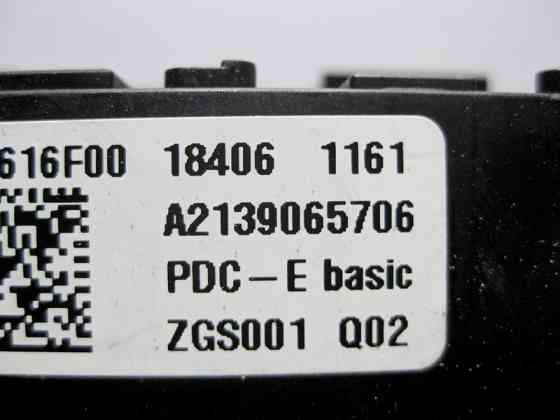 616F00 18406 1161
A2139065706
PDC-E basic
ZGS001 Q02